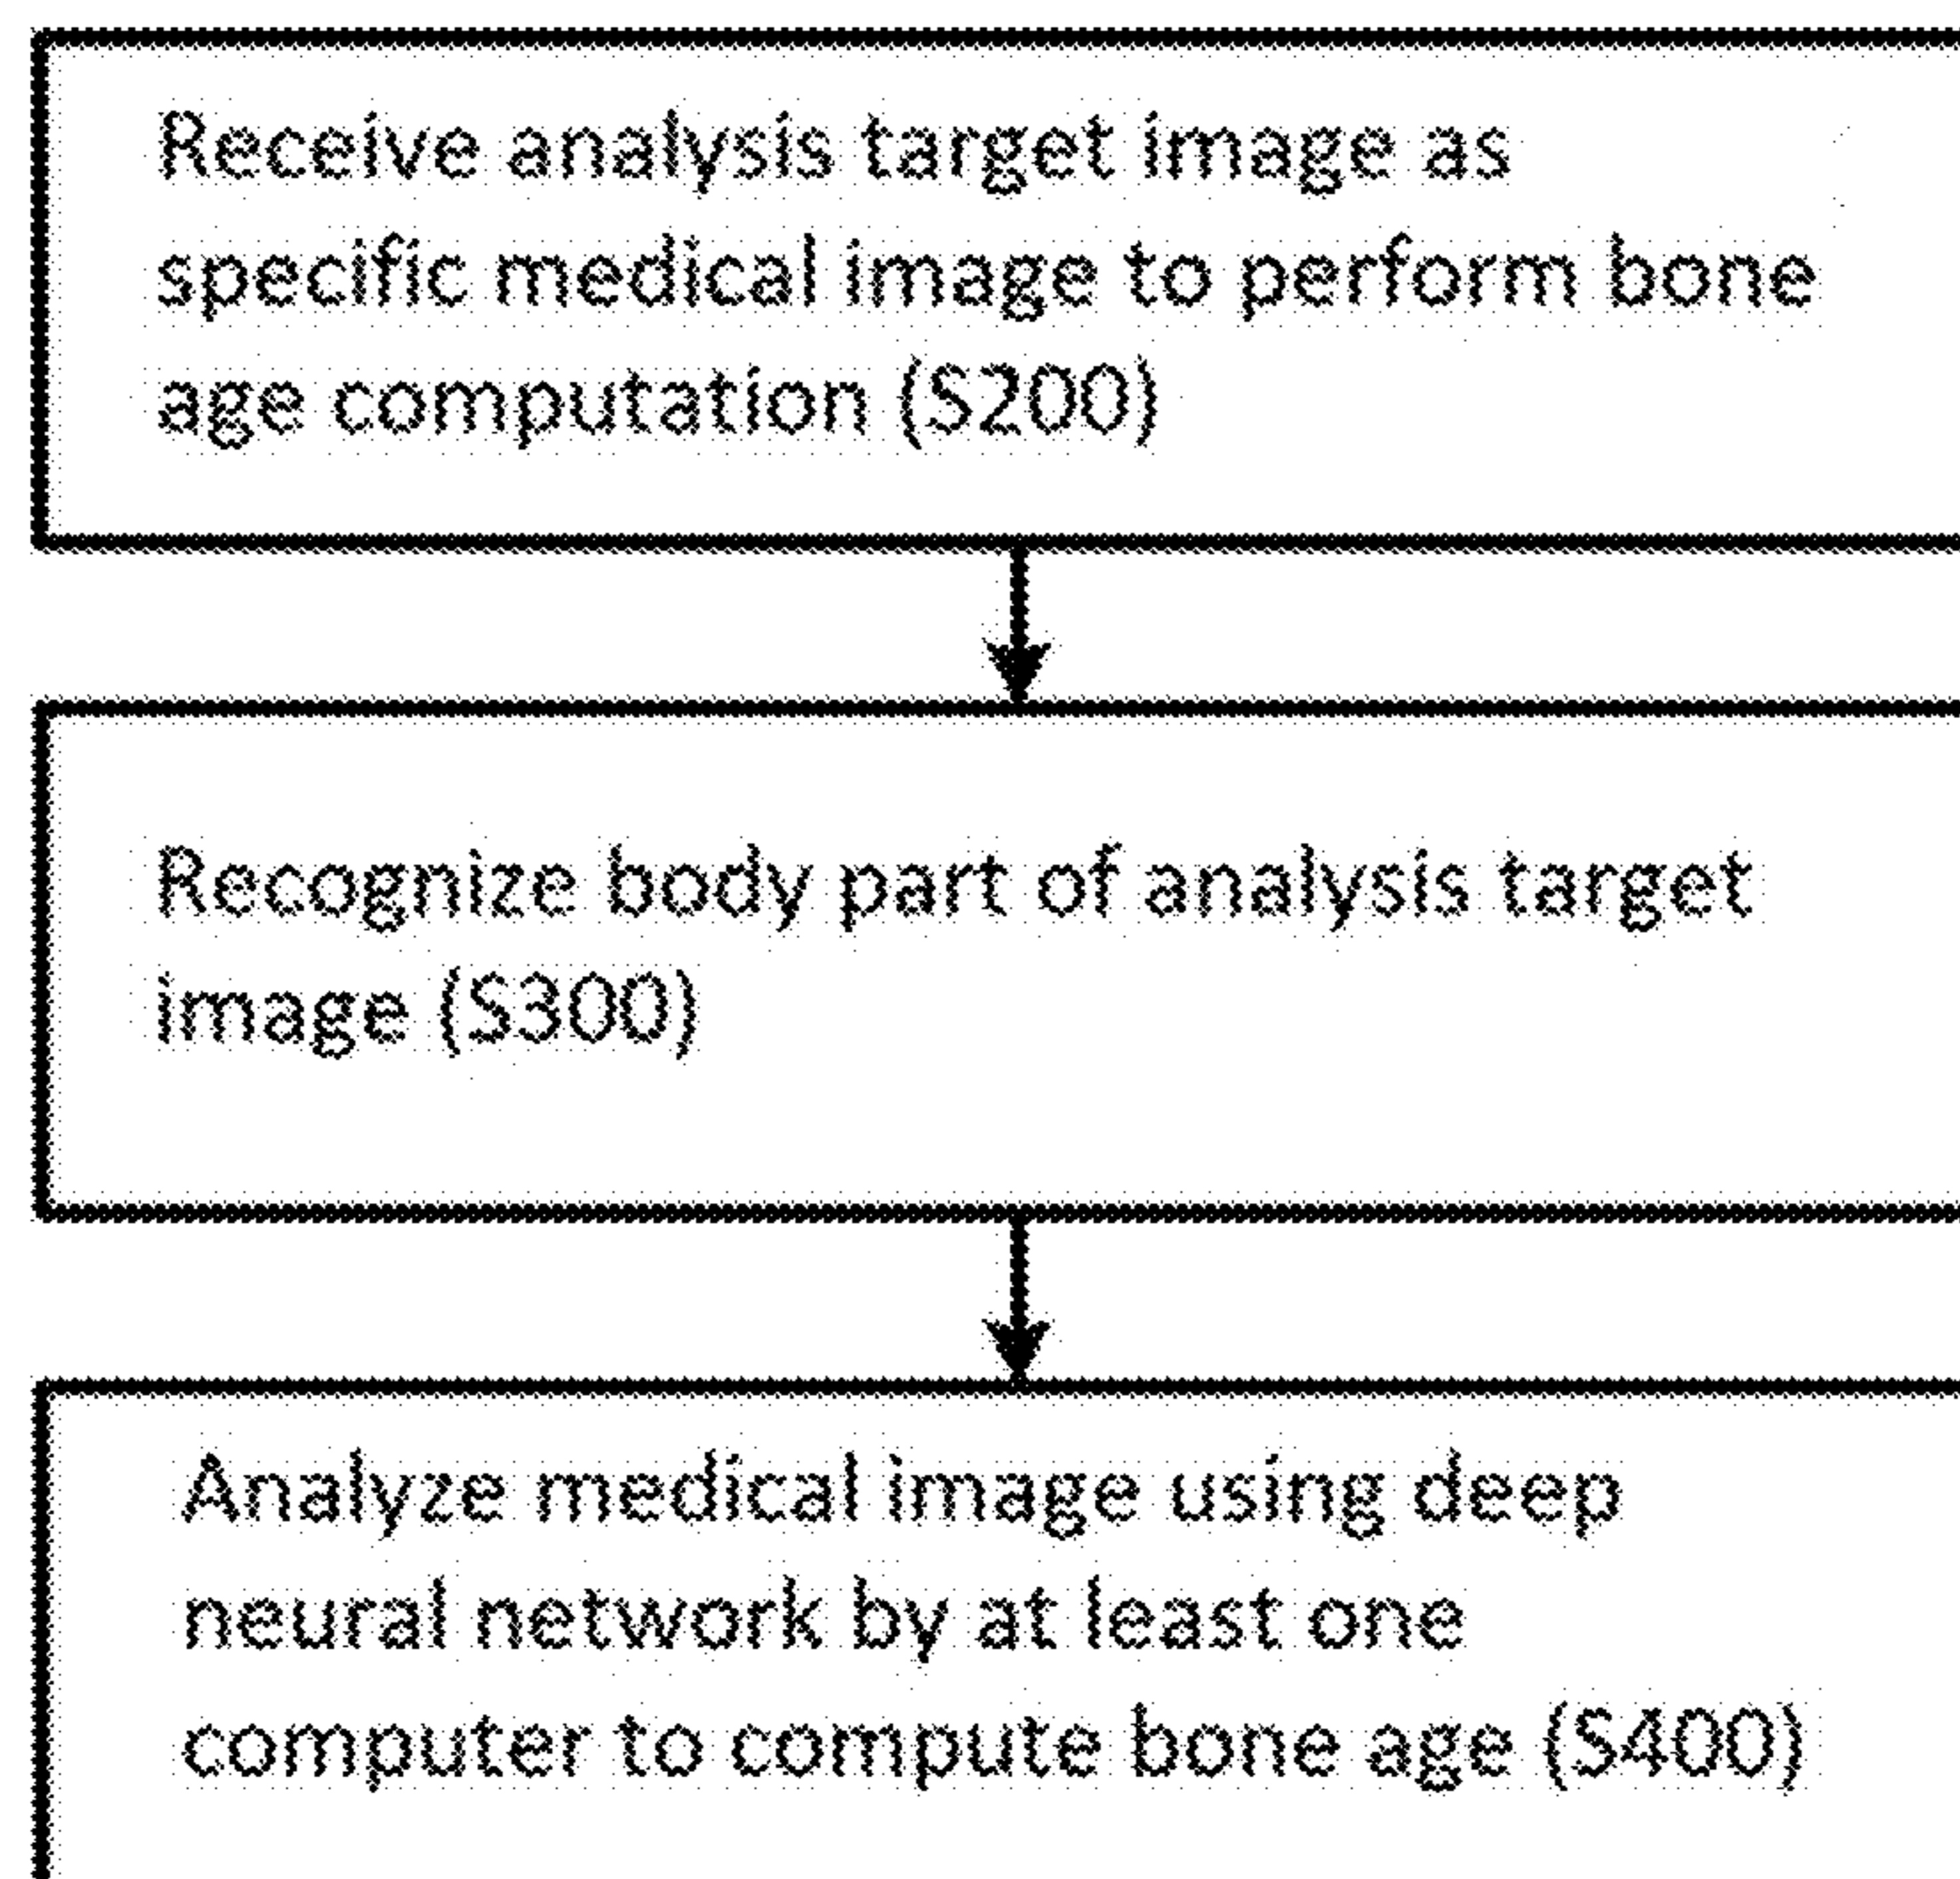 Receive analysis target image as
specific medical image to perform bone
age computation (S200)
Recognize body part of analysis target
image (S300)
Analyze medical image using deep
neural network by at least one
computer to compute bone age (S400)